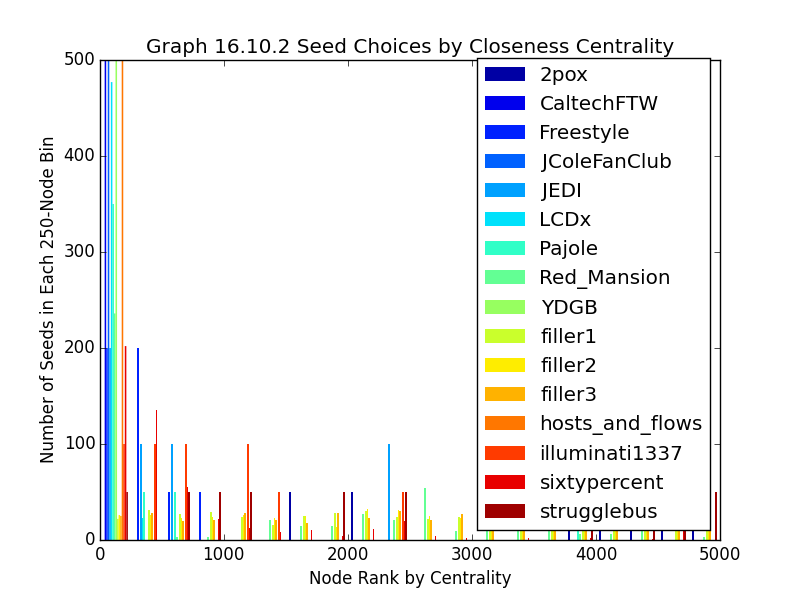 Graph 16.10.2 Seed Choices by Closeness Centrality
500
400
300
200
100
0
Number of Seeds in Each 250-Node Bin
0 1000 2000 3000 4000 5000
Node Rank by Centrality
2pox
CaltechFTW
Freestyle
JColeFanClub
JEDI
LCDx
Pajole
Red_Mansion
YDGB
filler1
filler2
filler3
hosts_and_flows
illuminati1337
sixtypercent
strugglebus